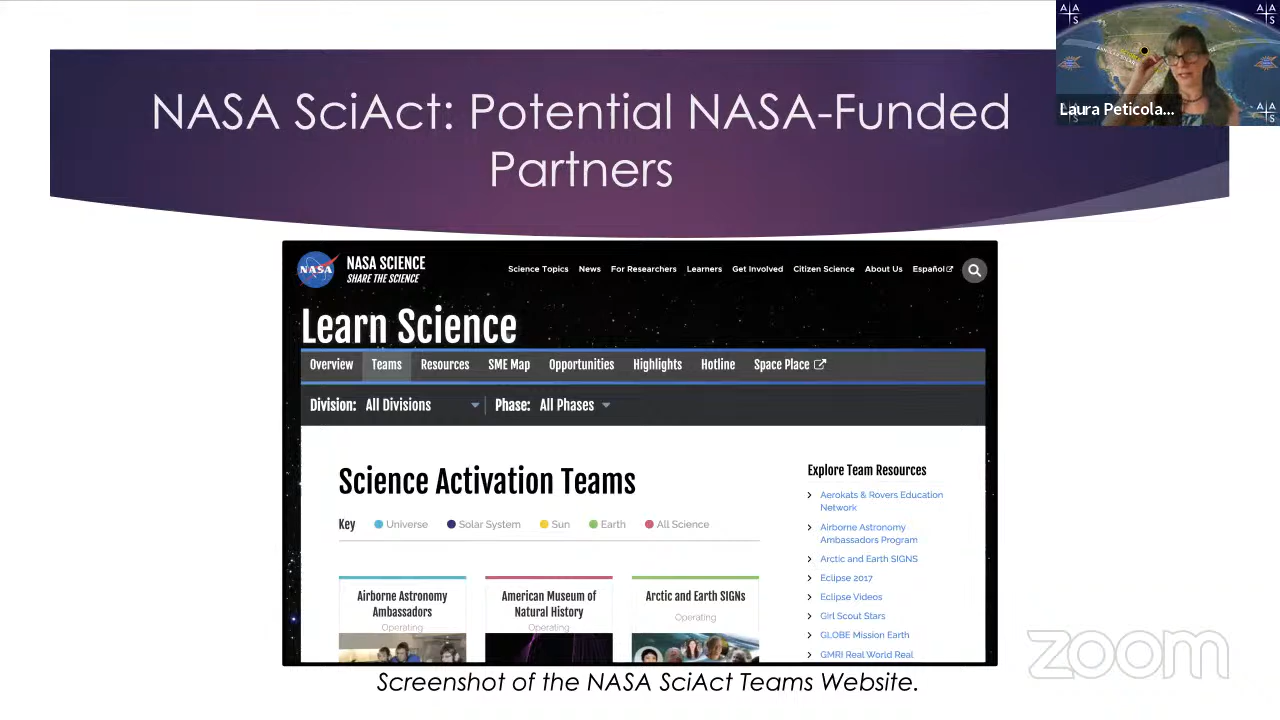 NASA SciAct: Potential NASA-Funded
Partners
Laura Peticola...
NASA
NASA SCIENCE
SHARE THE SCIENCE
Science Topics News For Researchers Learners Get Involved Citizen Science About Us Español
Learn Science
Overview Teams Resources SME Map Opportunities Highlights Hotline Space Place
Division: All Divisions Phase: All Phases
Science Activation Teams
Key Universe Solar System Sun Earth All Science
Airborne Astronomy
Ambassadors
Operating
American Museum of
Natural History
Operating
Arctic and Earth SIGNs
Operating
Explore Team Resources
Aerokats & Rovers Education
Network
Airborne Astronomy
Ambassadors Program
Arctic and Earth SIGNS
Eclipse 2017
Eclipse Videos
Girl Scout Stars
GLOBE Mission Earth
GMRI Real World Real
Screenshot of the NASA SciAct Teams Website.
zoom